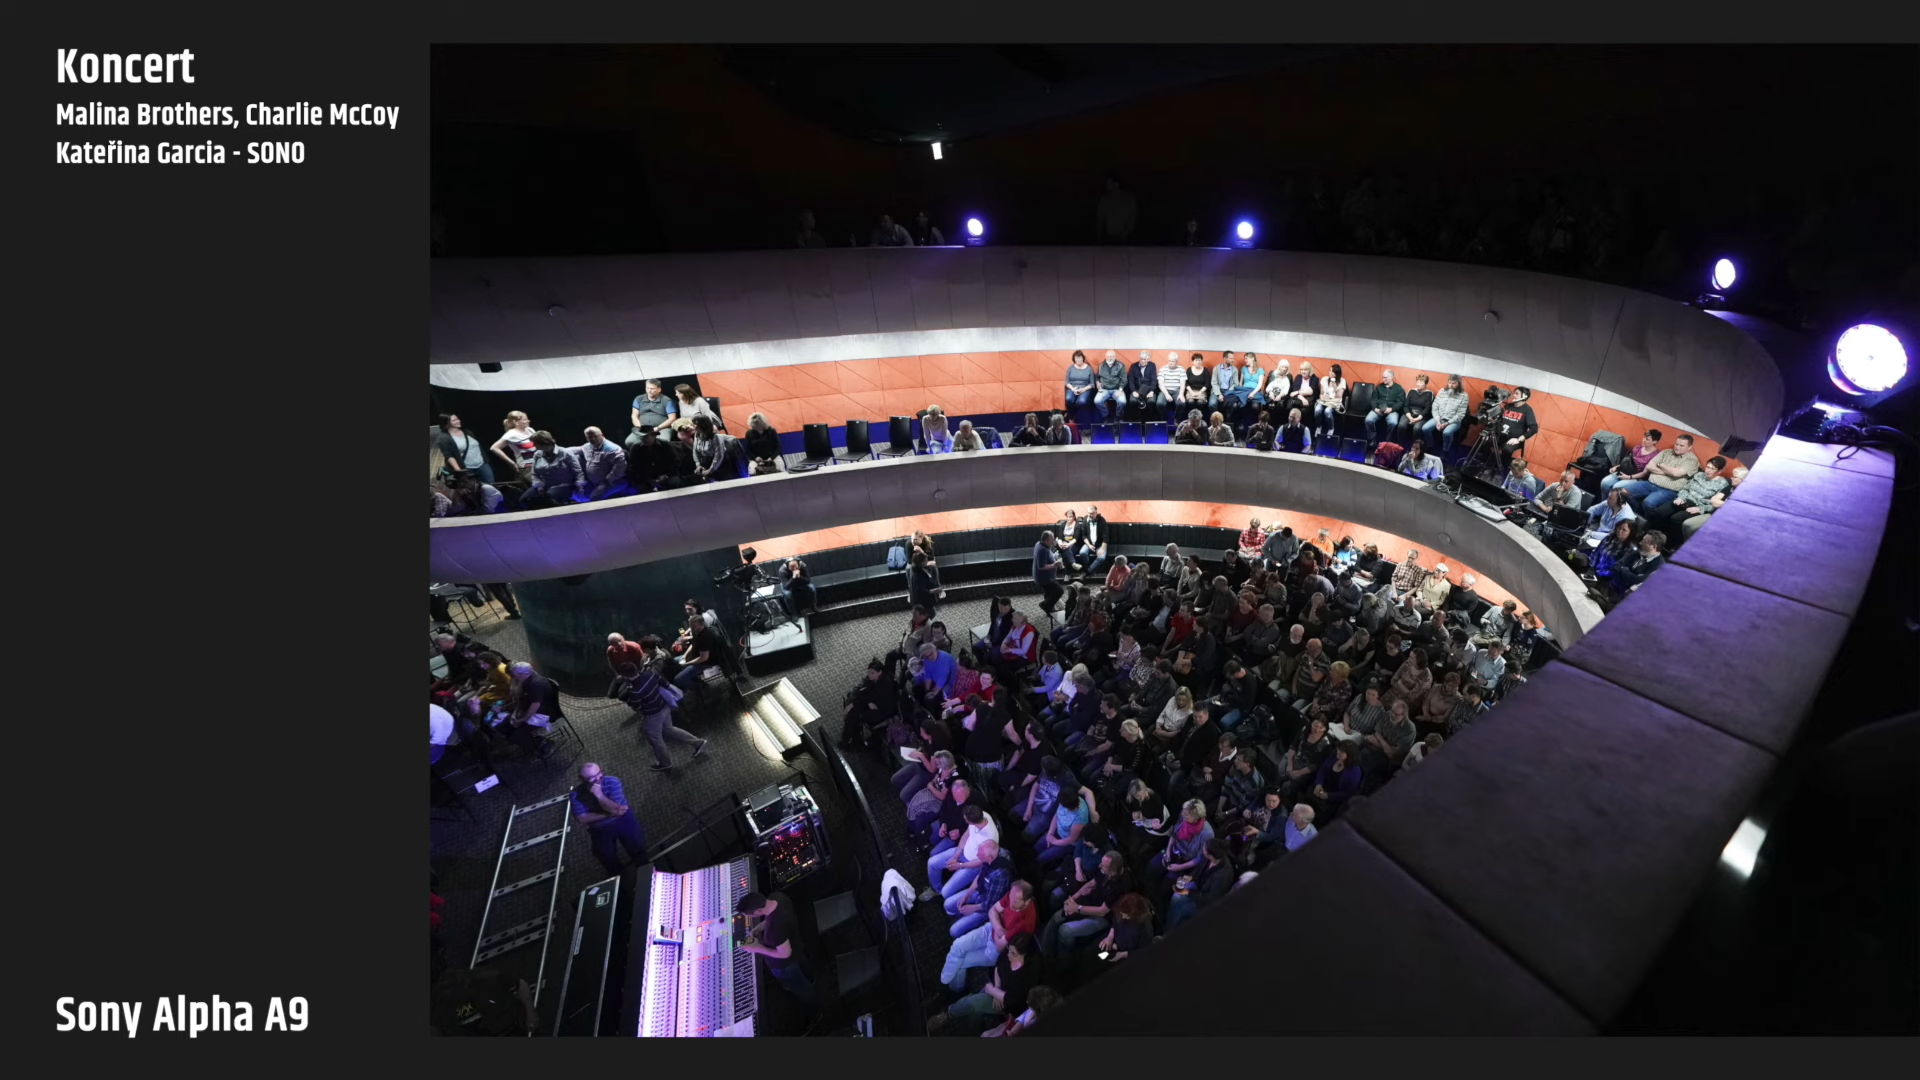 Koncert
Malina Brothers, Charlie McCoy
Kateřina Garcia - SONO
Sony Alpha A9